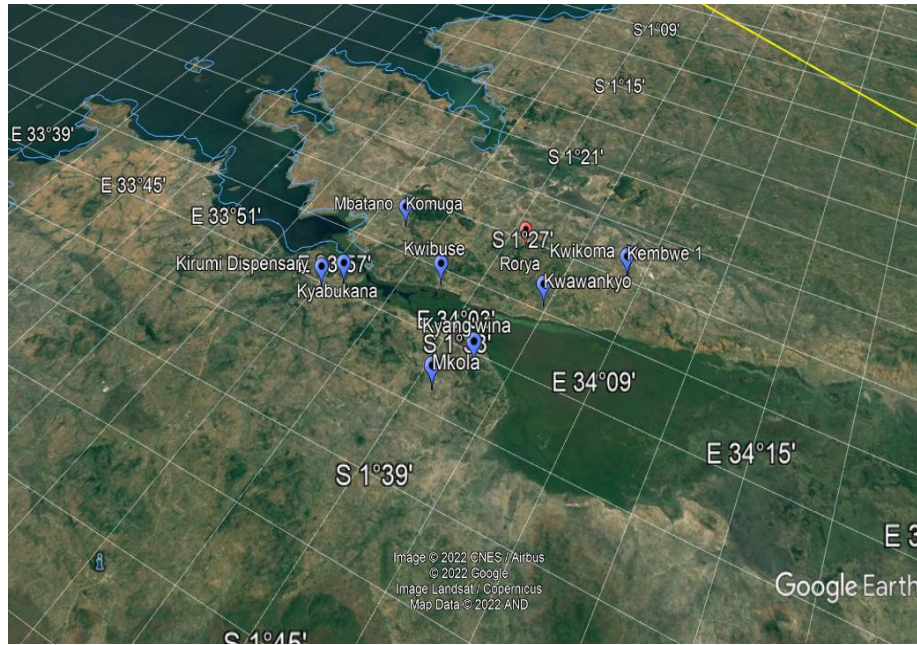 S 1°09'
S 1°15'
E 33°39'
S 1°21'
E 33°45'
Mbatano Komuga
E 33°51'
S 1°27'
Kwibuse
Kwikoma Kembwe 1
Kirumi Dispensary
Rorya
Kyabukana
Kwawankyo
Kyang'wina
Mkola
E 34°09'
E 34°15'
S 1°39'
Image © 2022 CNES / Airbus
© 2022 Google
Image Landsat / Copernicus
Map Data © 2022 AND
Google Earth
S 1°45'